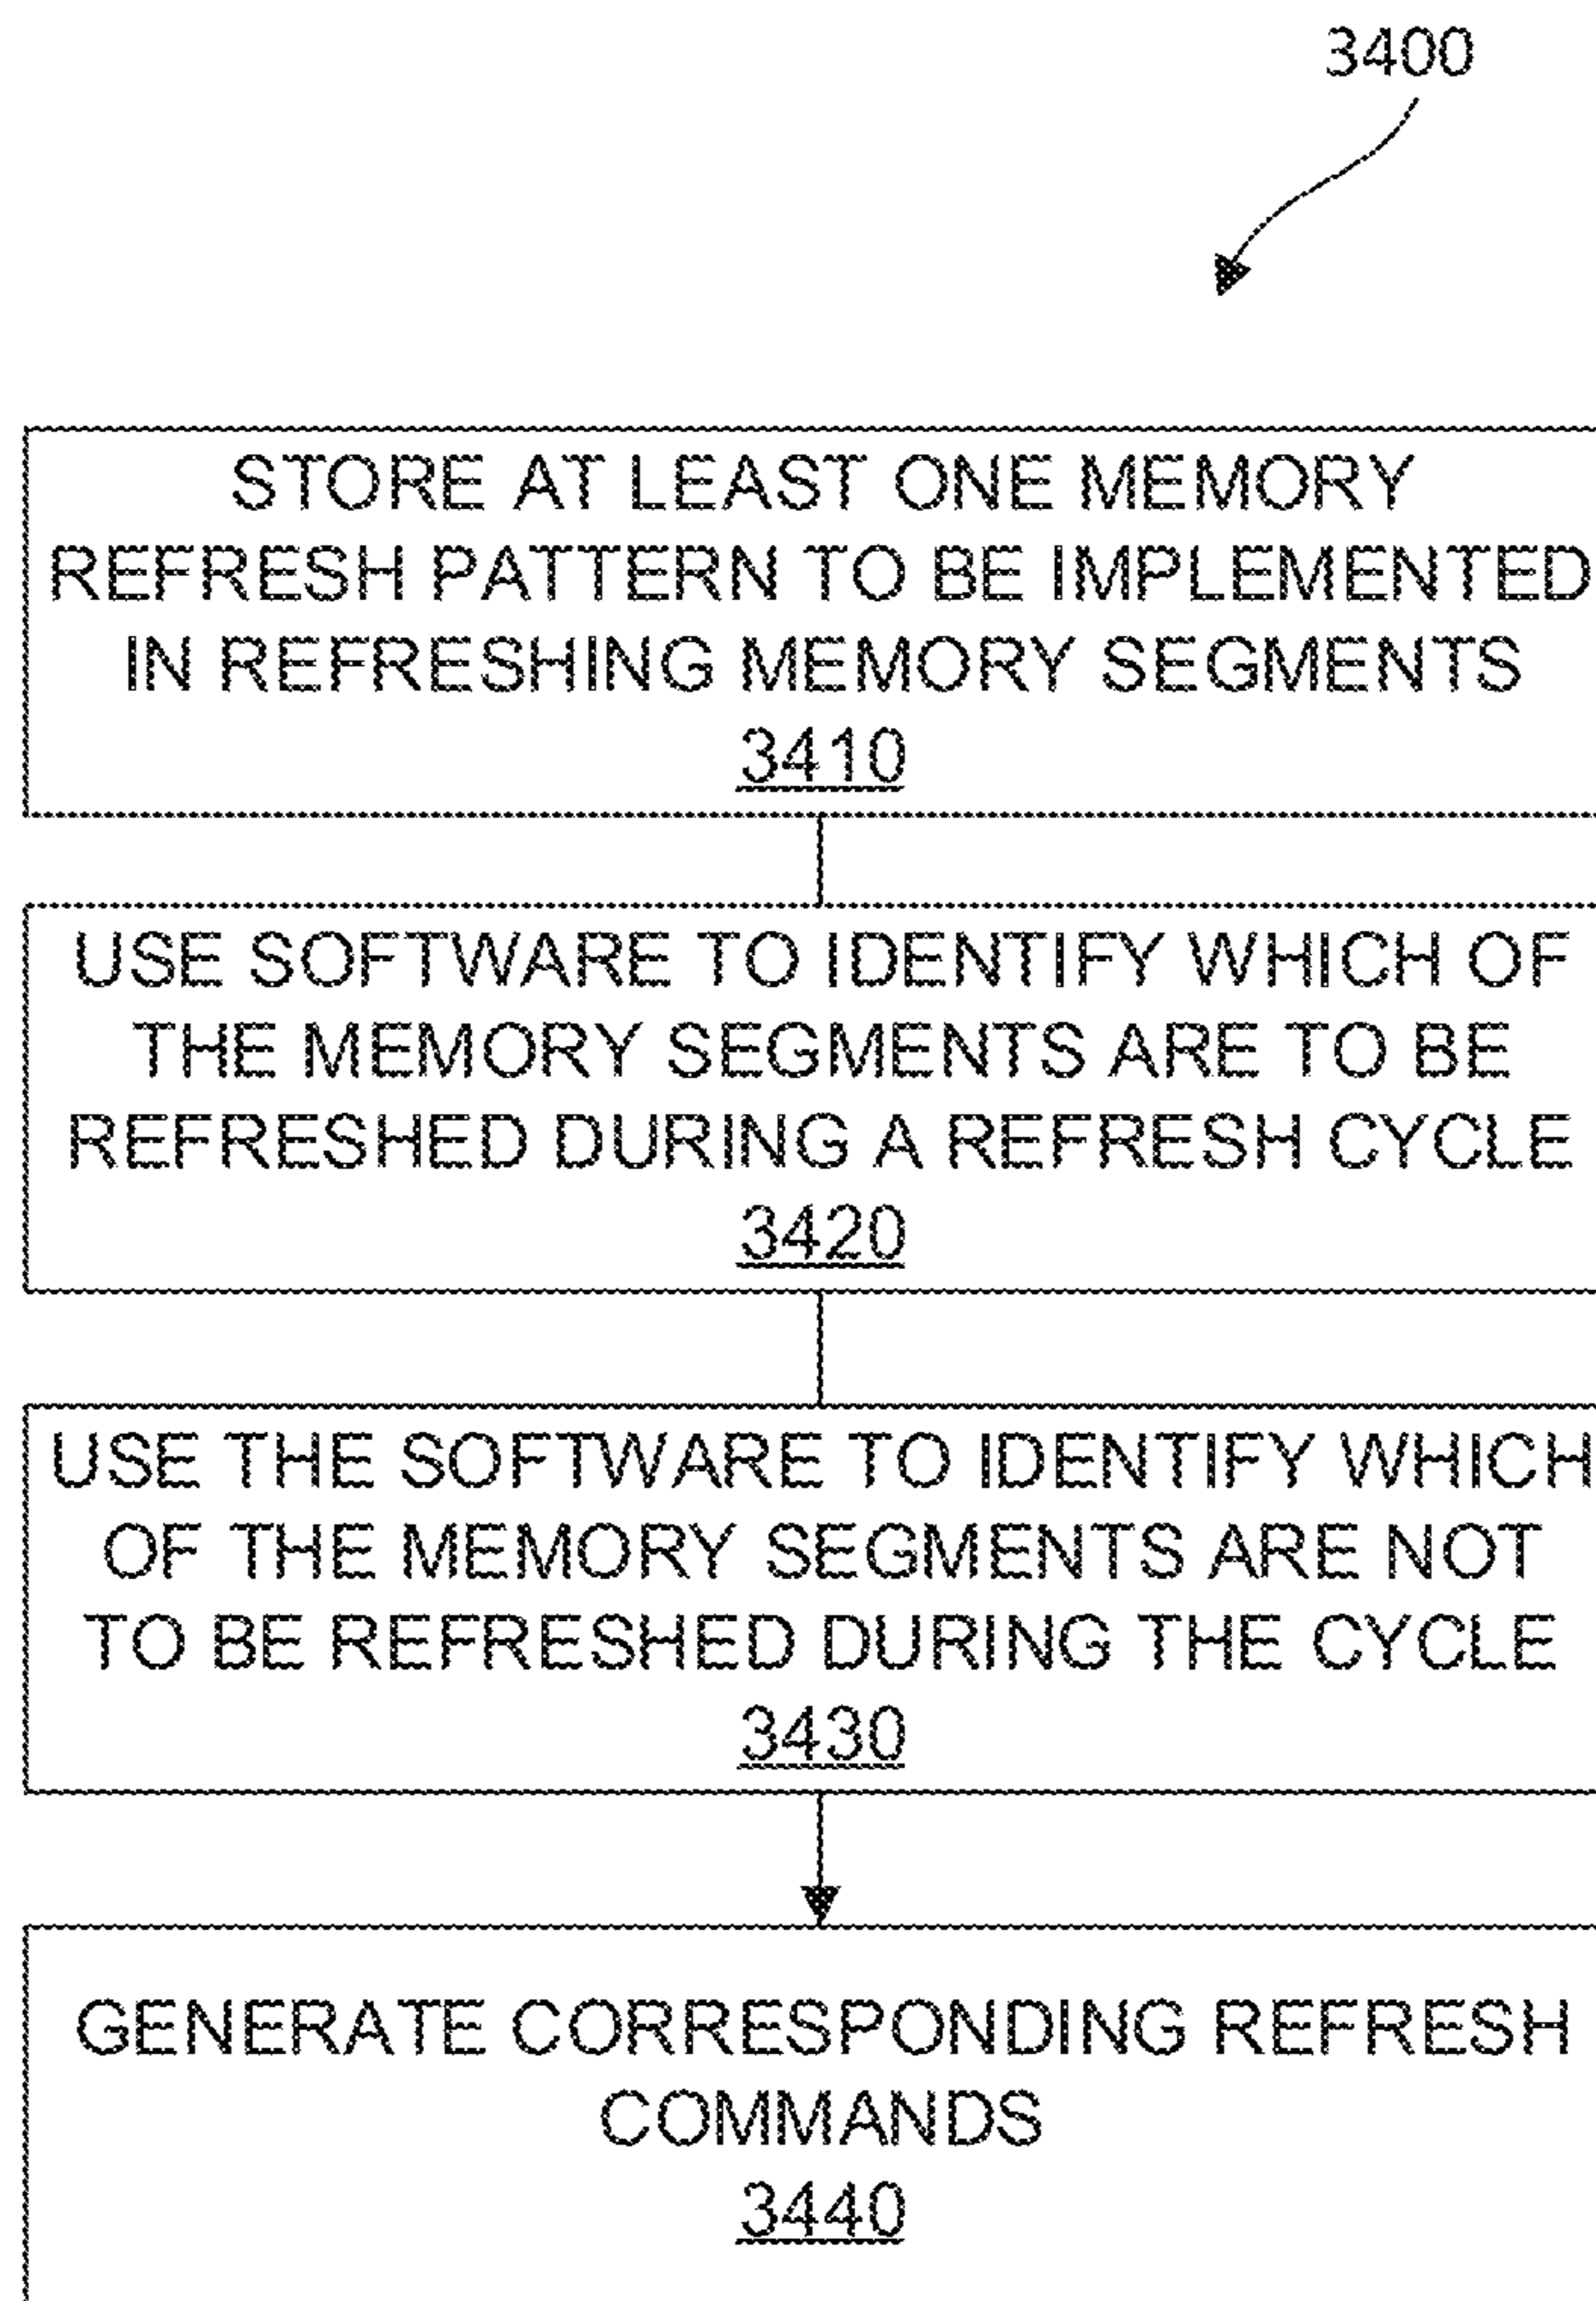 3400
STORE AT LEAST ONE MEMORY
REFRESH PATTERN TO BE IMPLEMENTED
IN REFRESHING MEMORY SEGMENTS
3410
USE SOFTWARE TO IDENTIFY WHICH OF
THE MEMORY SEGMENTS ARE TO BE
REFRESHED DURING A REFRESH CYCLE
3420
USE THE SOFTWARE TO IDENTIFY WHICH
OF THE MEMORY SEGMENTS ARE NOT
TO BE REFRESHED DURING THE CYCLE
3430
GENERATE CORRESPONDING REFRESH
COMMANDS
3440